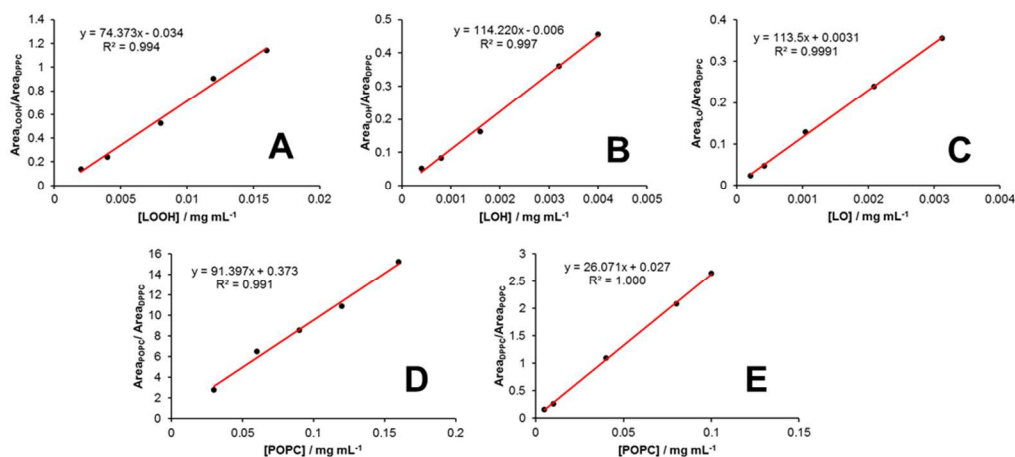 y = 74.373x - 0.034
R² = 0.994
A
Area_LOOH/Area_DPPC
1.4
1.2
1
0.8
0.6
0.4
0.2
0
0
0.005
0.01
0.015
0.02
[LOOH] / mg mL⁻¹
y = 114.220x - 0.006
R² = 0.997
B
Area_LOH/Area_DPPC
0.5
0.4
0.3
0.2
0.1
0
0
0.001
0.002
0.003
0.004
0.005
[LOH] / mg mL⁻¹
y = 113.5x + 0.0031
R² = 0.9991
C
Area_LO/Area_DPPC
0.4
0.3
0.2
0.1
0
0
0.001
0.002
0.003
0.004
[LO] / mg mL⁻¹
y = 91.397x + 0.373
R² = 0.991
D
Area_POPC/ Area_DPPC
16
14
12
10
8
6
4
2
0
0
0.05
0.1
0.15
0.2
[POPC] / mg mL⁻¹
y = 26.071x + 0.027
R² = 1.000
E
Area_DPPC/Area_POPC
3
2.5
2
1.5
1
0.5
0
0
0.05
0.1
0.15
[POPC] / mg mL⁻¹